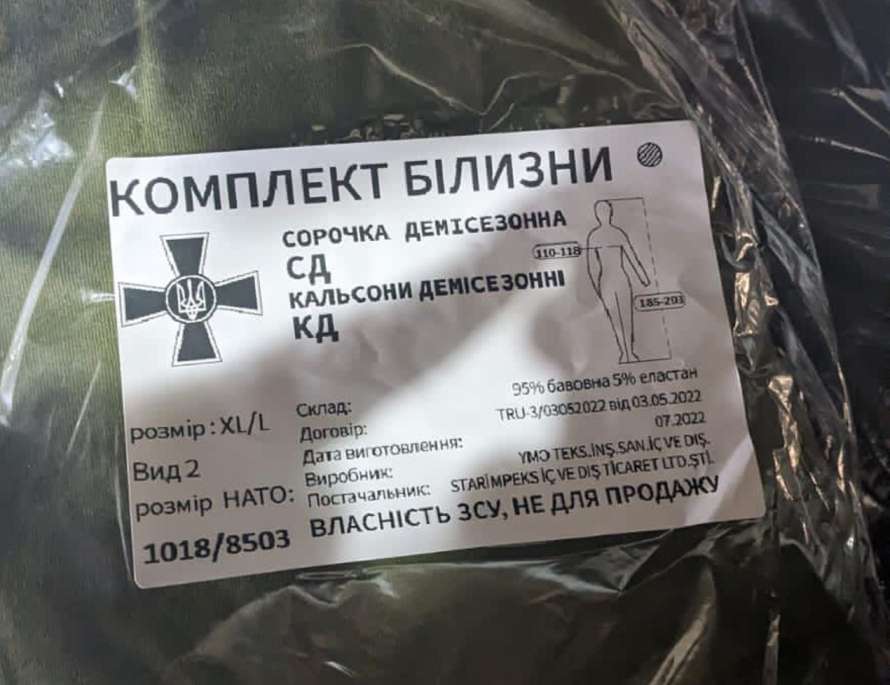 КОМПЛЕКТ БІЛИЗНИ
СОРОЧКА ДЕМІСЕЗОННА
СД
КАЛЬСОНИ ДЕМІСЕЗОННІ
КД
110-118
185-203
розмір : XL/L
Вид 2
розмір НАТО:
1018/8503
Склад: 95% бавовна 5% еластан
Договір: TRU-3/03052022 від 03.05.2022
Дата виготовлення: 07.2022
Виробник: YMƏ TEKS.İNŞ.SAN.İÇ VE DIŞ.
Постачальник: STARİMPEKS İÇ VE DIŞ TİCARET LTD.ŞTİ.
ВЛАСНІСТЬ ЗСУ, НЕ ДЛЯ ПРОДАЖУ